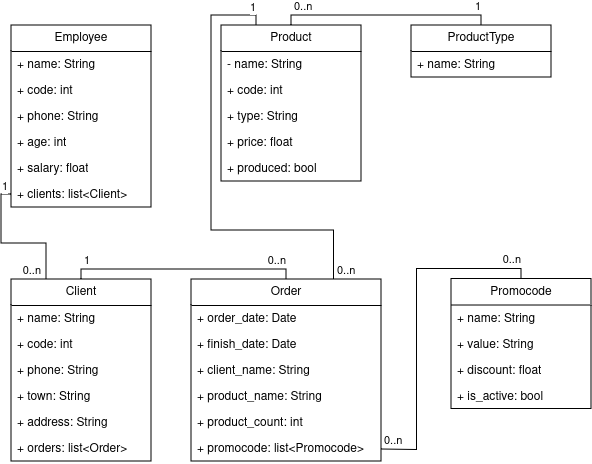 1
0..n
1
Employee
+ name: String
+ code: int
+ phone: String
+ age: int
+ salary: float
+ clients: list<Client>
Product
- name: String
+ code: int
+ type: String
+ price: float
+ produced: bool
ProductType
+ name: String
1
0..n
1
0..n
0..n
0..n
Client
+ name: String
+ code: int
+ phone: String
+ town: String
+ address: String
+ orders: list<Order>
Order
+ order_date: Date
+ finish_date: Date
+ client_name: String
+ product_name: String
+ product_count: int
+ promocode: list<Promocode>
0..n
Promocode
+ name: String
+ value: String
+ discount: float
+ is_active: bool